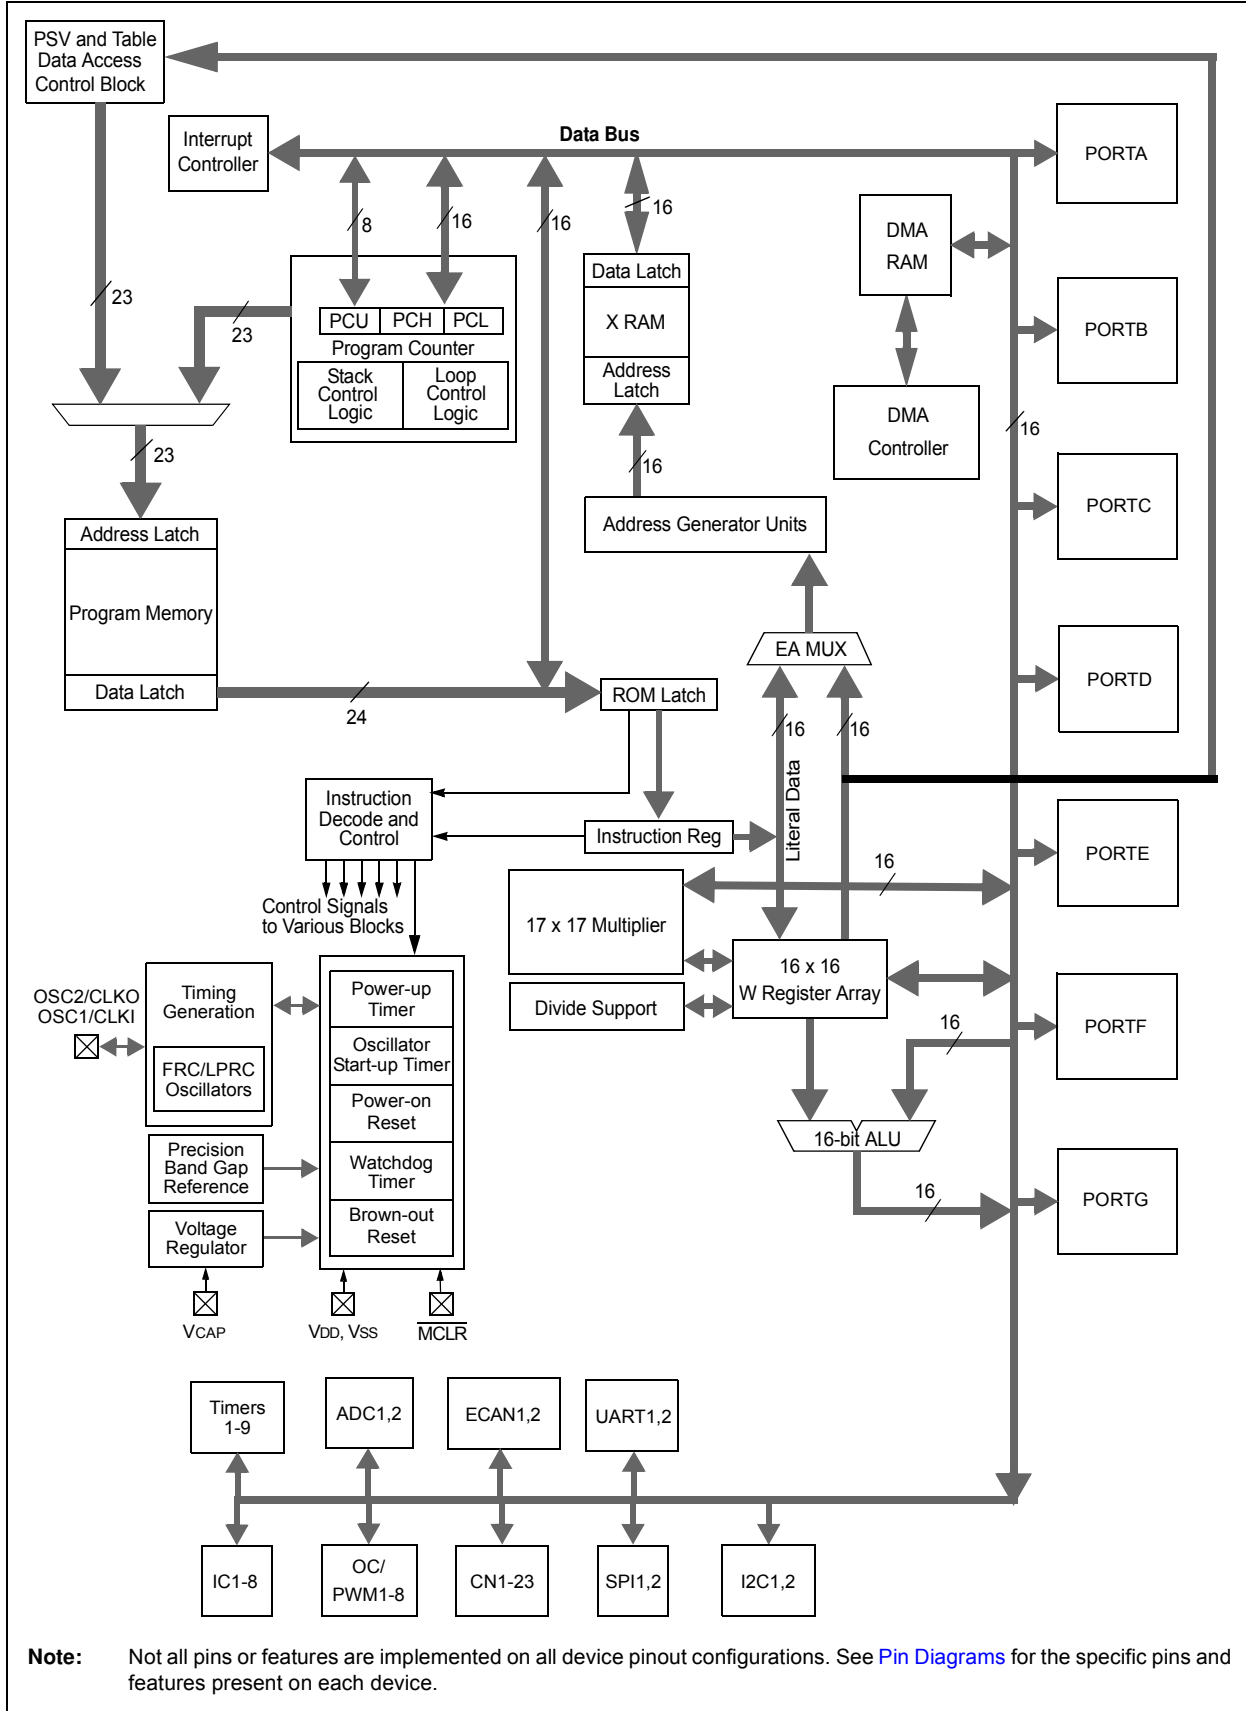 PSV and Table
Data Access
Control Block
Interrupt
Controller
Data Bus
PORTA
8
16
16
16
DMA
RAM
23
23
PCU
PCH
PCL
Program Counter
Stack
Control
Logic
Loop
Control
Logic
Data Latch
X RAM
Address
Latch
PORTB
DMA
Controller
16
23
16
PORTC
Address Latch
Program Memory
Data Latch
Address Generator Units
EA MUX
PORTD
24
ROM Latch
16
16
Literal Data
Instruction
Decode and
Control
Instruction Reg
PORTE
16
Control Signals
to Various Blocks
17 x 17 Multiplier
16 x 16
W Register Array
Divide Support
OSC2/CLKO
OSC1/CLKI
Timing
Generation
FRC/LPRC
Oscillators
Power-up
Timer
Oscillator
Start-up Timer
Power-on
Reset
Watchdog
Timer
Brown-out
Reset
16
PORTF
16-bit ALU
Precision
Band Gap
Reference
Voltage
Regulator
16
PORTG
VCAP
VDD, VSS
MCLR
Timers
1-9
ADC1,2
ECAN1,2
UART1,2
IC1-8
OC/
PWM1-8
CN1-23
SPI1,2
I2C1,2
Note: Not all pins or features are implemented on all device pinout configurations. See Pin Diagrams for the specific pins and
features present on each device.